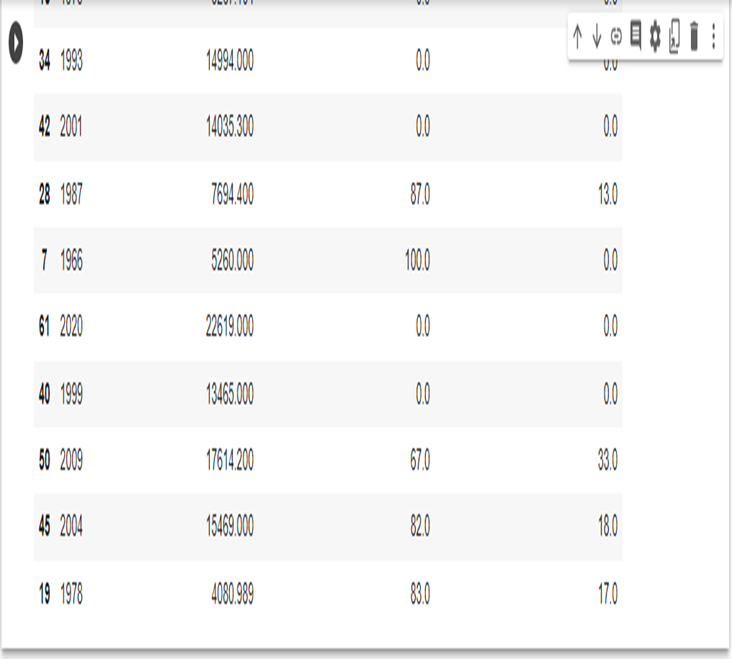 34 1993 14994.000 0.0 0.0
42 2001 14035.300 0.0 0.0
28 1987 7694.400 87.0 13.0
7 1966 5260.000 100.0 0.0
61 2020 22619.000 0.0 0.0
40 1999 13465.000 0.0 0.0
50 2009 17614.200 67.0 33.0
45 2004 15469.000 82.0 18.0
19 1978 4080.989 83.0 17.0